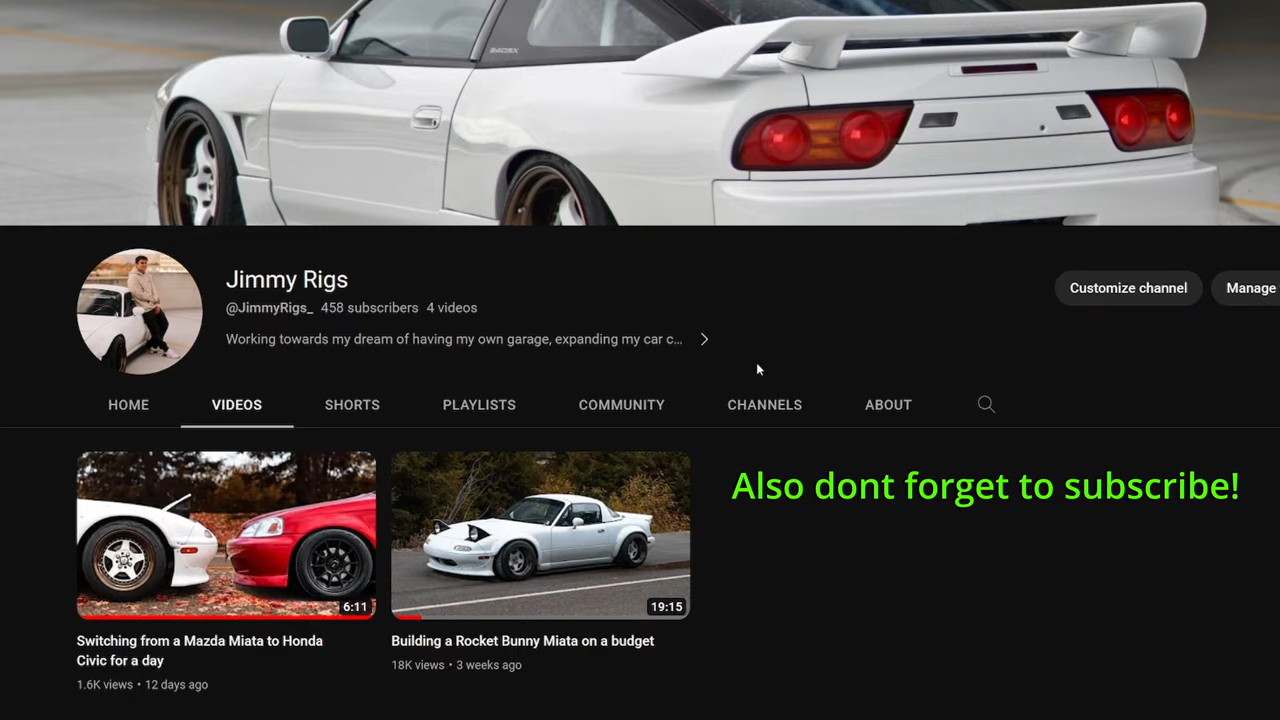 240SX
Jimmy Rigs
@JimmyRigs_ 458 subscribers 4 videos
Working towards my dream of having my own garage, expanding my car c...
Customize channel
Manage
HOME
VIDEOS
SHORTS
PLAYLISTS
COMMUNITY
CHANNELS
ABOUT
Also dont forget to subscribe!
6:11
19:15
Switching from a Mazda Miata to Honda
Civic for a day
1.6K views • 12 days ago
Building a Rocket Bunny Miata on a budget
18K views • 3 weeks ago